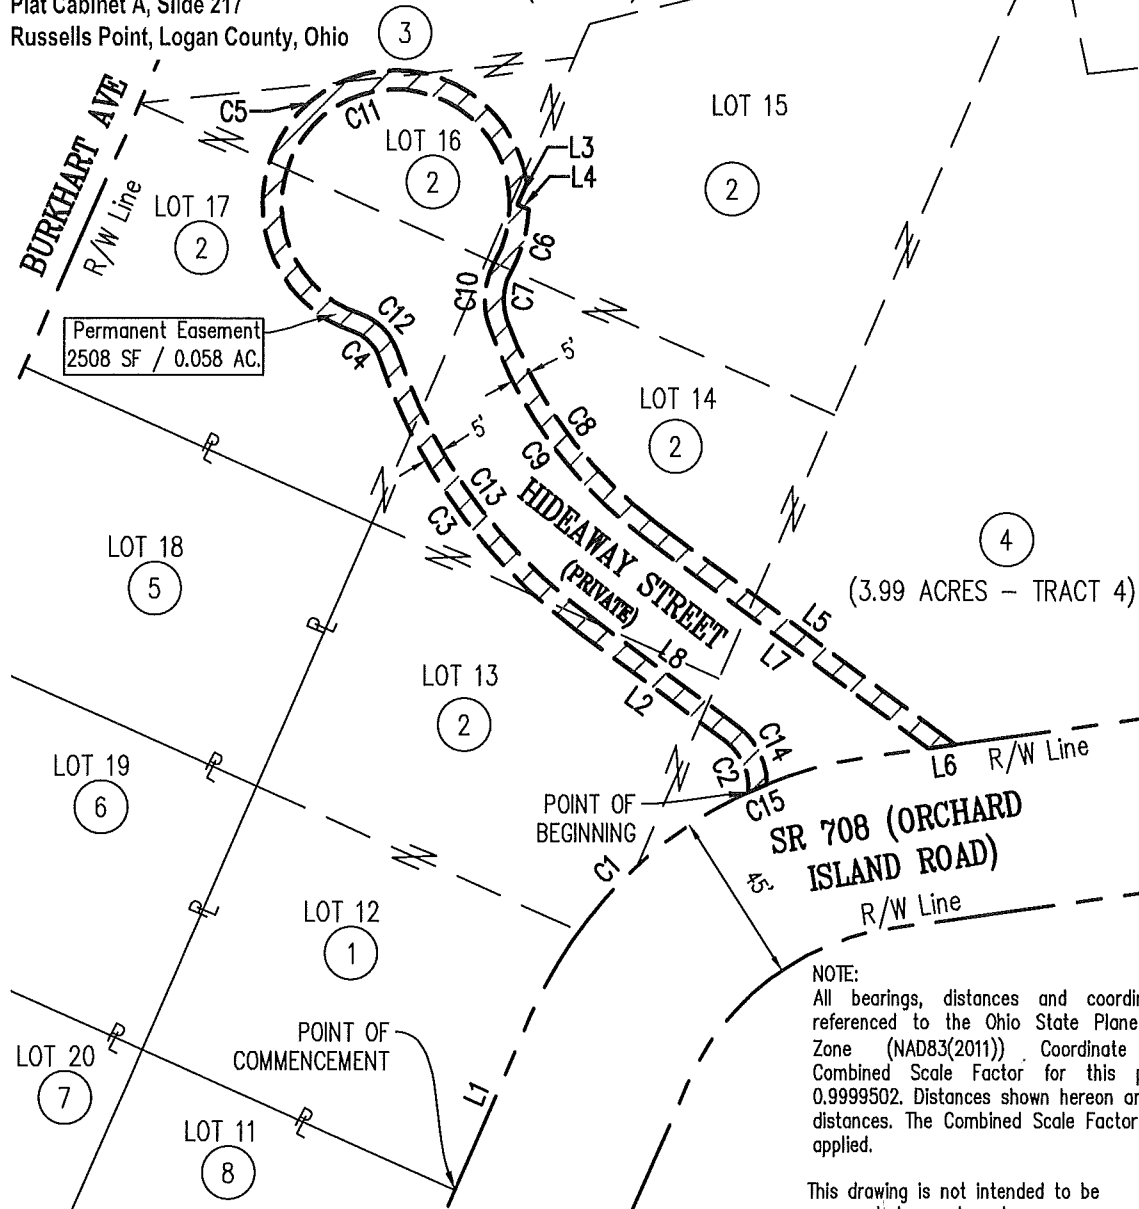 Plat Cabinet A, Slide 217
Russells Point, Logan County, Ohio
3
BURKHART AVE
R/W Line
C5
C11
LOT 16
2
L3
L4
LOT 15
2
LOT 17
2
C6
C7
C10
C12
C4
Permanent Easement
2508 SF / 0.058 AC.
5'
LOT 14
2
C8
C9
5'
C13
C3
HIDEAWAY STREET
(PRIVATE)
LOT 18
5
4
(3.99 ACRES – TRACT 4)
L5
L7
L8
L2
LOT 13
2
C14
C2
C15
L6
R/W Line
LOT 19
6
POINT OF
BEGINNING
SR 708 (ORCHARD
ISLAND ROAD)
C1
45'
R/W Line
LOT 12
1
POINT OF
COMMENCEMENT
L1
LOT 20
7
LOT 11
8
NOTE:
All bearings, distances and coordin
referenced to the Ohio State Plane
Zone (NAD83(2011)) Coordinate
Combined Scale Factor for this
0.9999502. Distances shown hereon ar
distances. The Combined Scale Factor
applied.
This drawing is not intended to be